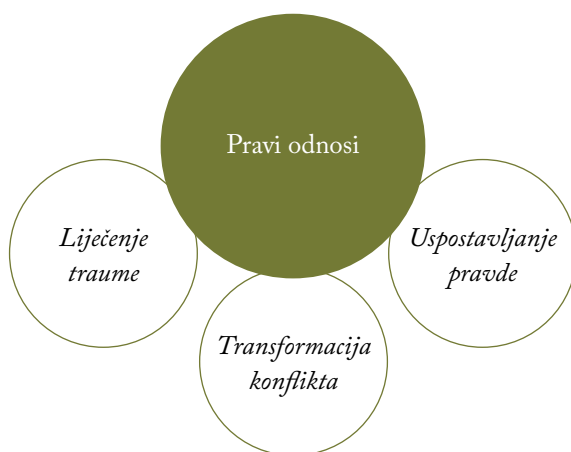 Pravi odnosi
Liječenje
traume
Uspostavljanje
pravde
Transformacija
konflikta